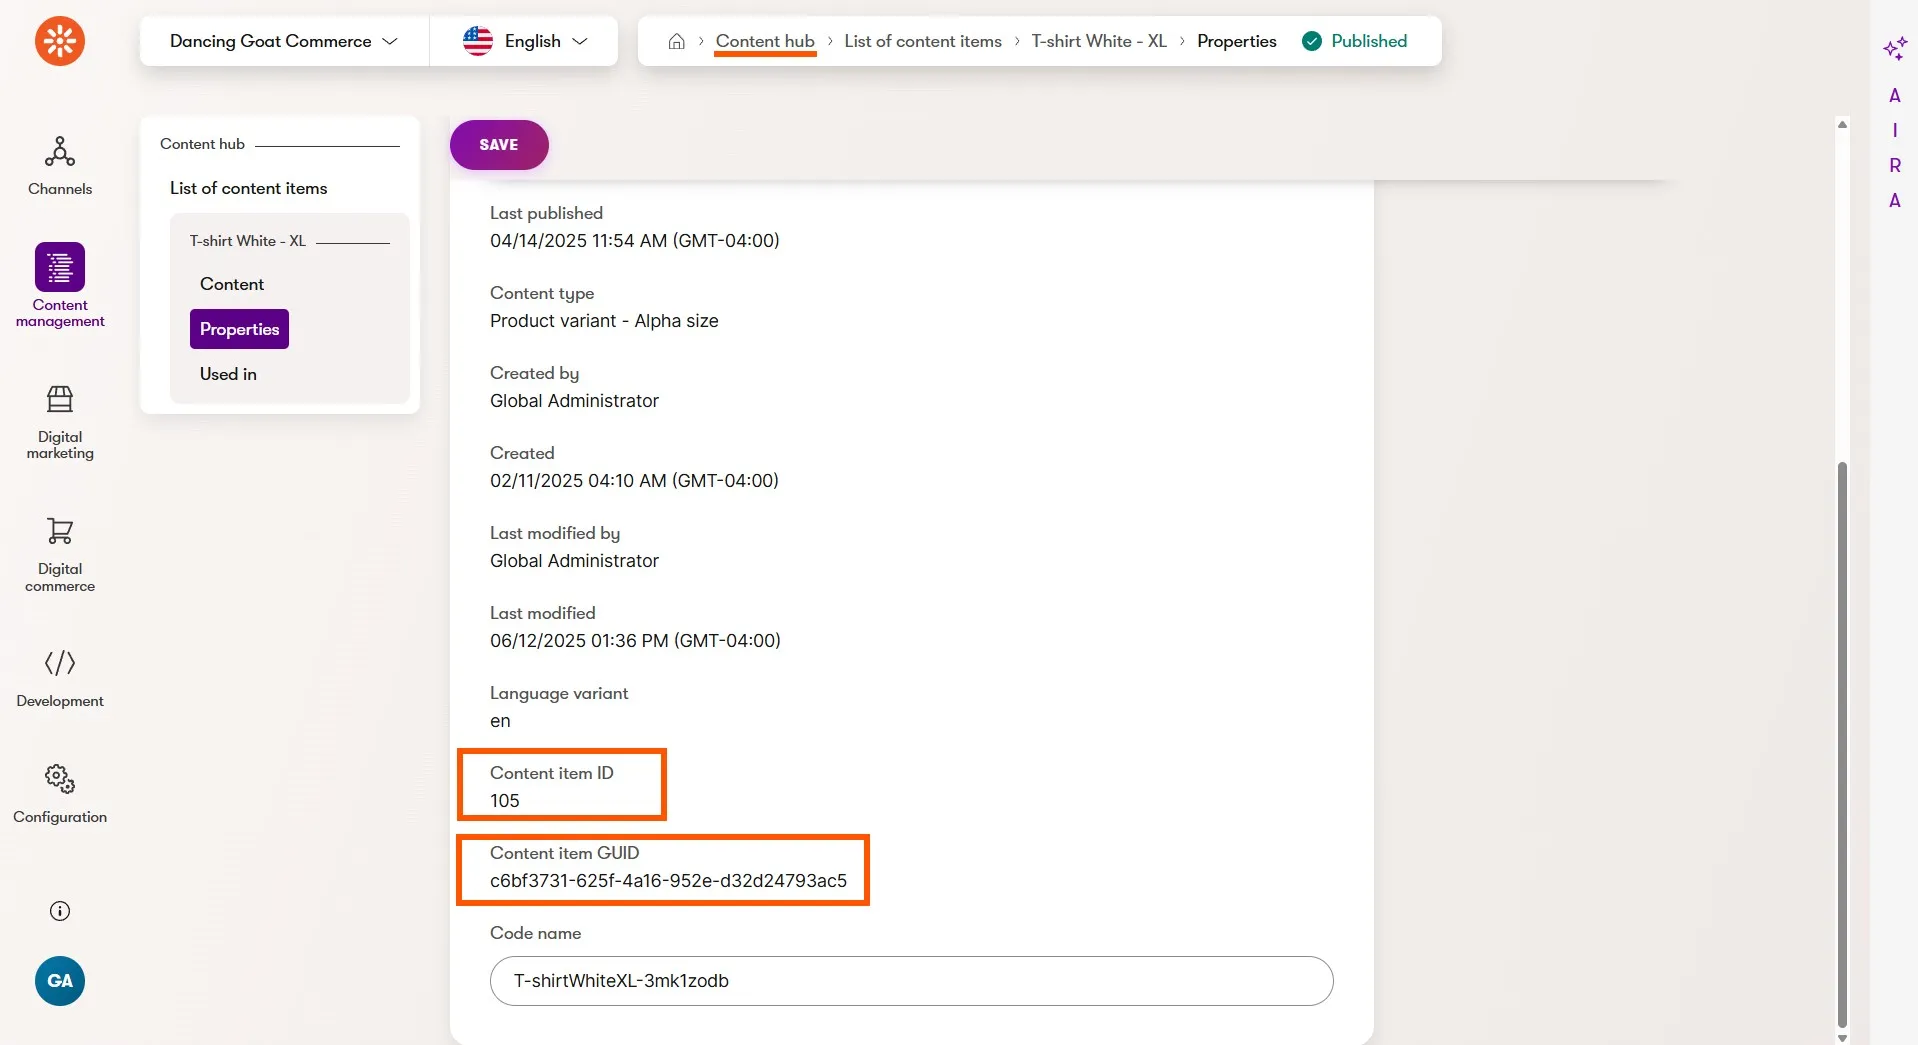 Dancing Goat Commerce
English
Content hub > List of content items > T-shirt White - XL > Properties
Published
A
I
R
A
Channels
Content
management
Digital
marketing
Digital
commerce
Development
Configuration
GA
Content hub
List of content items
T-shirt White - XL
Content
Properties
Used in
SAVE
Last published
04/14/2025 11:54 AM (GMT-04:00)
Content type
Product variant - Alpha size
Created by
Global Administrator
Created
02/11/2025 04:10 AM (GMT-04:00)
Last modified by
Global Administrator
Last modified
06/12/2025 01:36 PM (GMT-04:00)
Language variant
en
Content item ID
105
Content item GUID
c6bf3731-625f-4a16-952e-d32d24793ac5
Code name
T-shirtWhiteXL-3mk1zodb